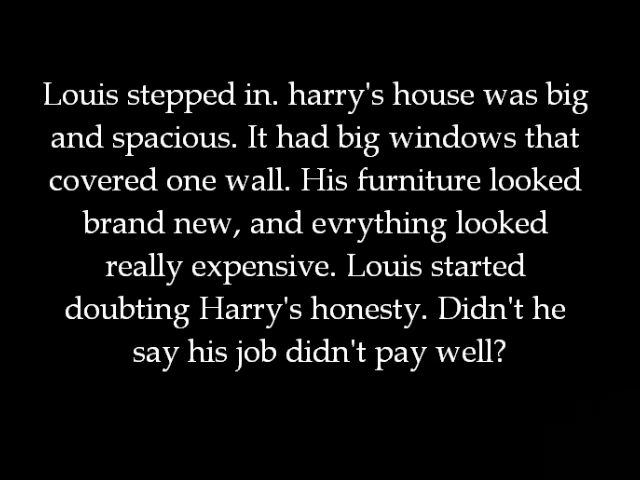 Louis stepped in. harry's house was big
and spacious. It had big windows that
covered one wall. His furniture looked
brand new, and evrything looked
really expensive. Louis started
doubting Harry's honesty. Didn't he
say his job didn't pay well?